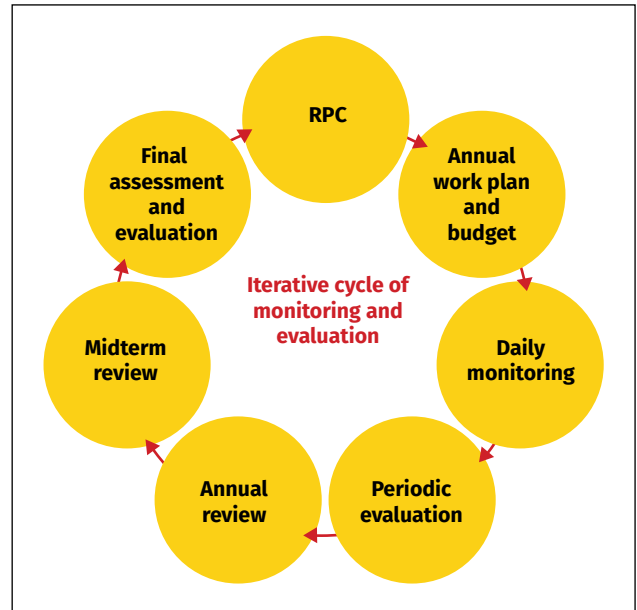 RPC
Annual
work plan
and
budget
Daily
monitoring
Periodic
evaluation
Annual
review
Midterm
review
Final
assessment
and
evaluation
Iterative cycle of
monitoring and
evaluation